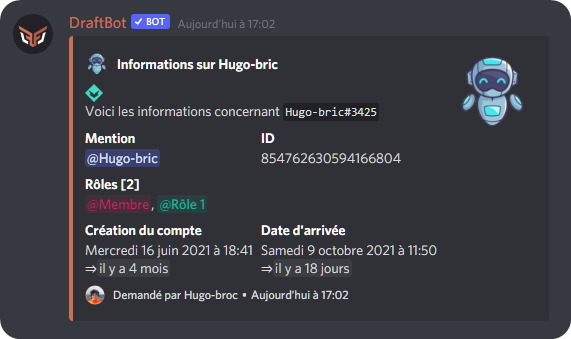 DraftBot BOT Aujourd'hui à 17:02
Informations sur Hugo-bric
Voici les informations concernant Hugo-bric#3425
Mention ID
@Hugo-bric 854762630594166804
Rôles [2]
@Membre, @Rôle 1
Création du compte Date d'arrivée
Mercredi 16 juin 2021 à 18:41 Samedi 9 octobre 2021 à 11:50
⇒ il y a 4 mois ⇒ il y a 18 jours
Demandé par Hugo-broc • Aujourd'hui à 17:02